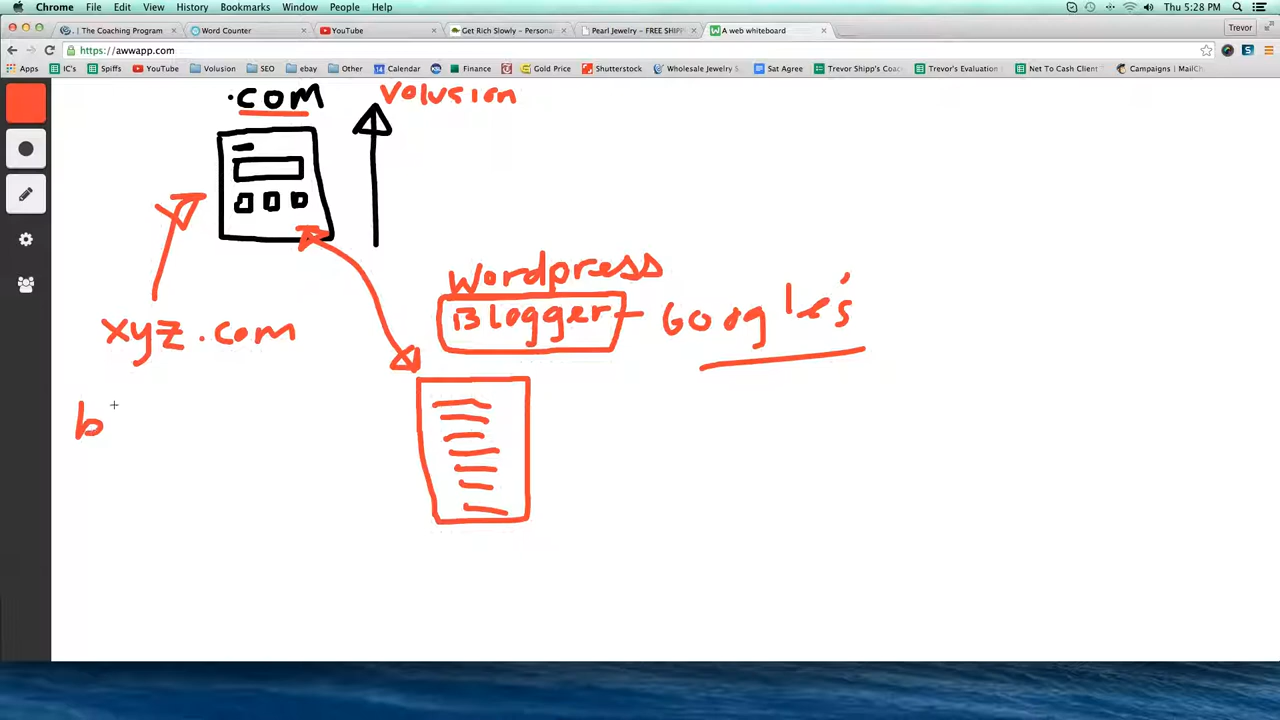 Chrome File Edit View History Bookmarks Window People Help Thu 5:28 PM Trevor
. | The Coaching Program Word Counter YouTube Get Rich Slowly – Persona Pearl Jewelry – FREE SHIP A web whiteboard Trevor
https://awwapp.com
Apps IC's Spiffs YouTube Volusion SEO ebay Other Calendar Finance Gold Price Shutterstock Wholesale Jewelry S Sat Agree Trevor Shipp's Coac Trevor's Evaluation Net To Cash Client Campaigns | MailCh
.com
Volusion
Wordpress
Blogger - Google's
xyz.com
b